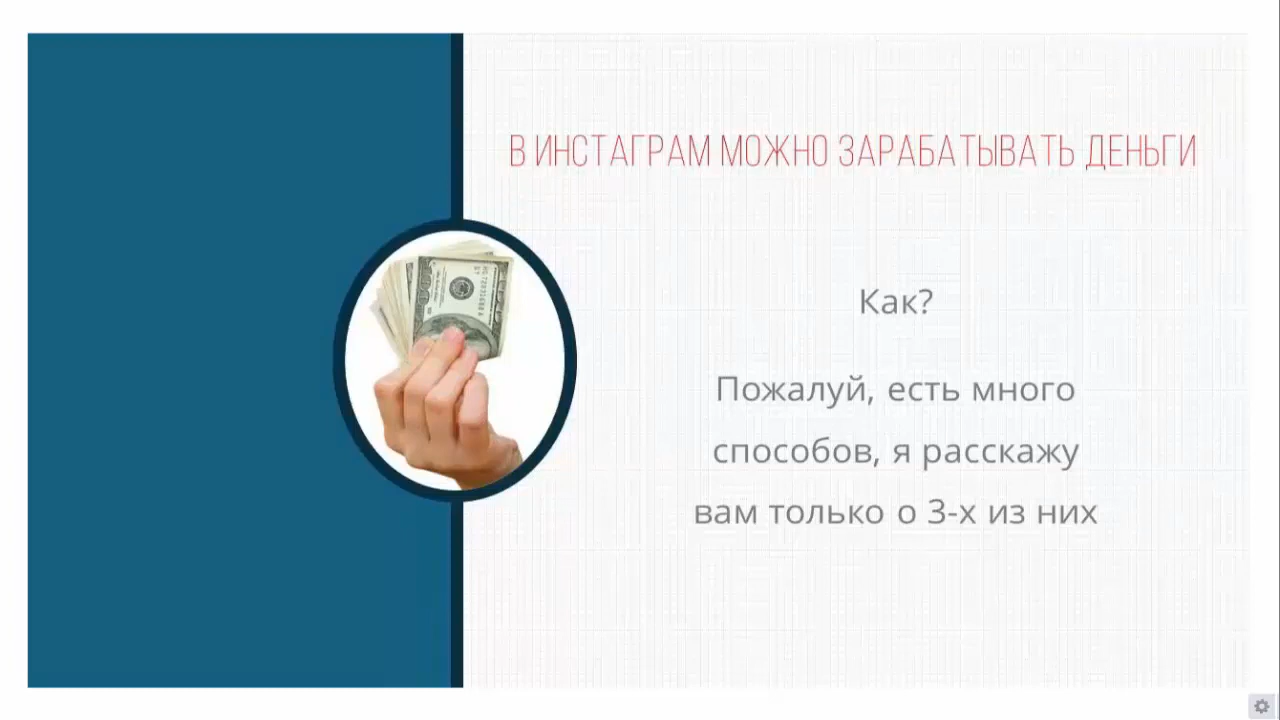 В ИНСТАГРАМ МОЖНО ЗАРАБАТЫВАТЬ ДЕНЬГИ
Как?
Пожалуй, есть много
способов, я расскажу
вам только о 3-х из них